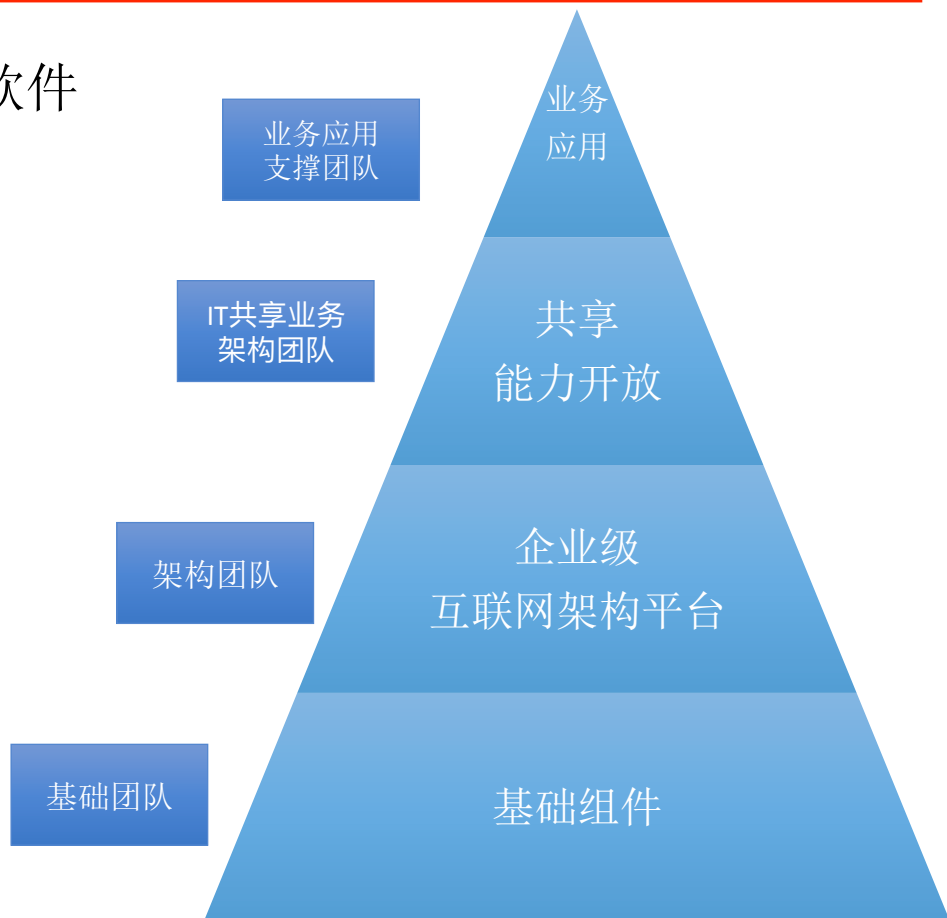 软件
业务
应用
业务应用
支撑团队
共享
能力开放
IT共享业务
架构团队
企业级
互联网架构平台
架构团队
基础组件
基础团队